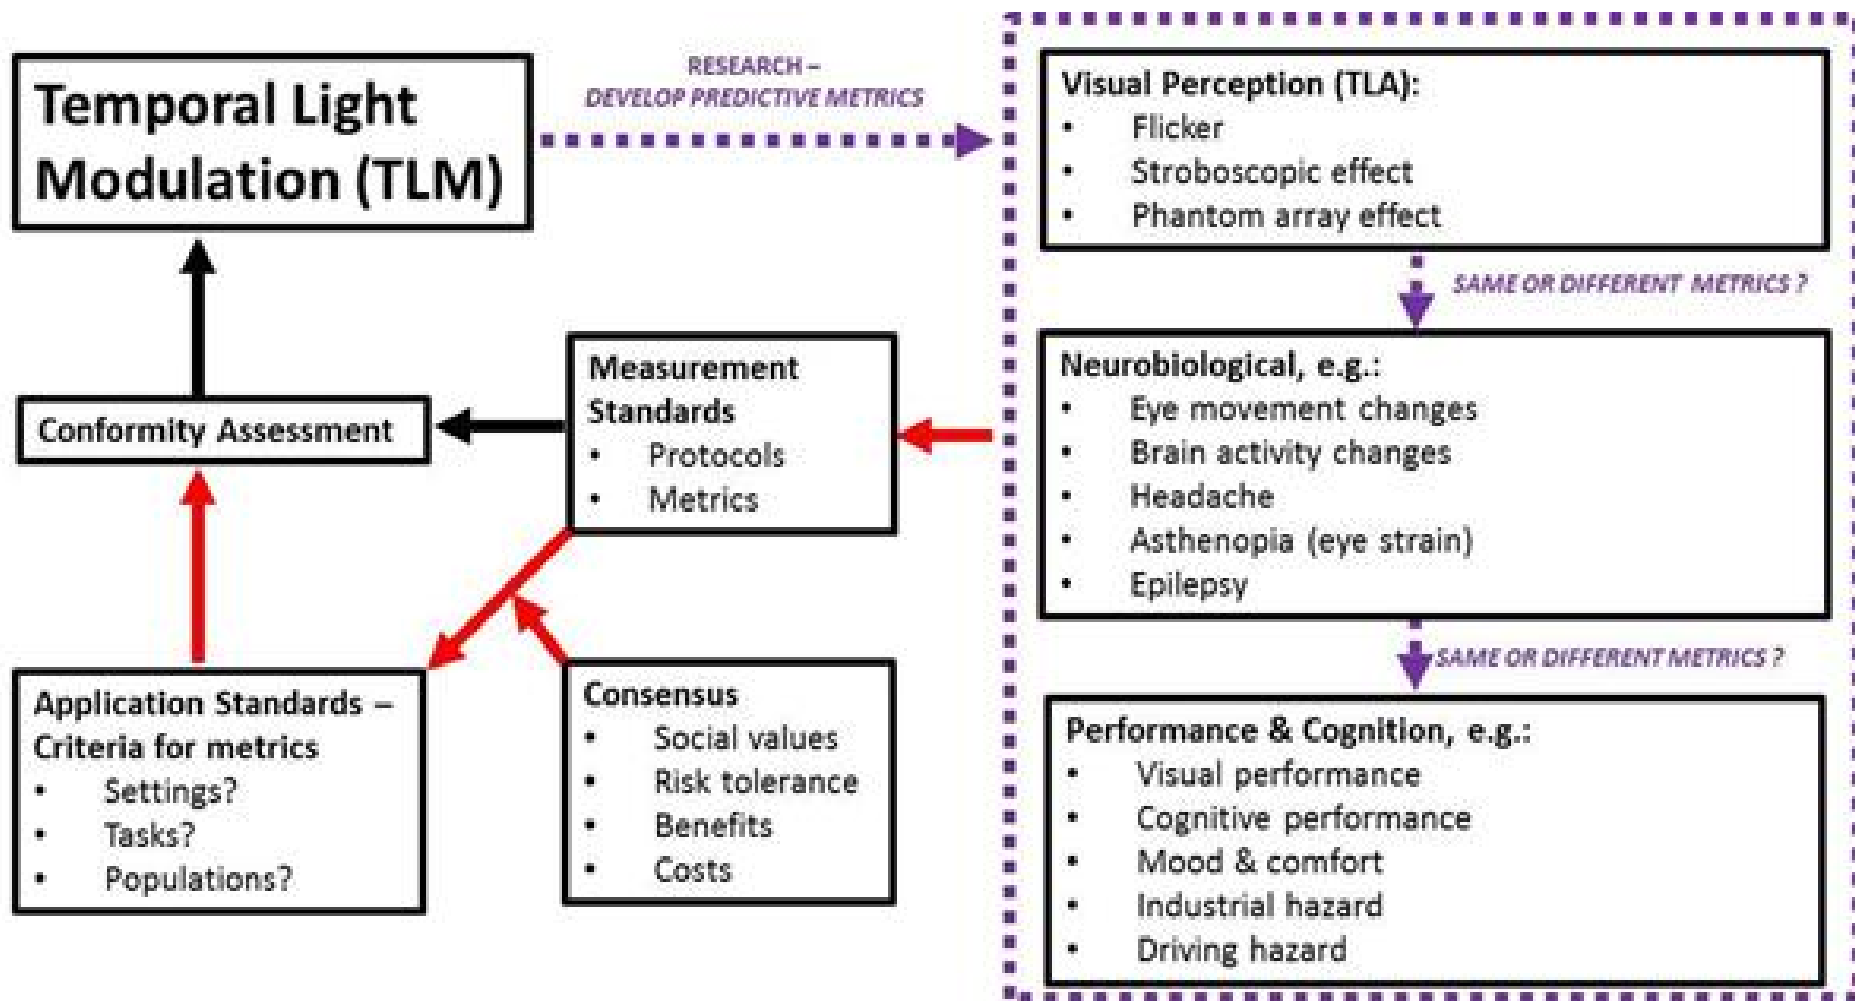 Temporal Light
Modulation (TLM)
RESEARCH –
DEVELOP PREDICTIVE METRICS
Visual Perception (TLA):
• Flicker
• Stroboscopic effect
• Phantom array effect
SAME OR DIFFERENT METRICS ?
Neurobiological, e.g.:
• Eye movement changes
• Brain activity changes
• Headache
• Asthenopia (eye strain)
• Epilepsy
SAME OR DIFFERENT METRICS ?
Performance & Cognition, e.g.:
• Visual performance
• Cognitive performance
• Mood & comfort
• Industrial hazard
• Driving hazard
Measurement
Standards
• Protocols
• Metrics
Conformity Assessment
Consensus
• Social values
• Risk tolerance
• Benefits
• Costs
Application Standards –
Criteria for metrics
• Settings?
• Tasks?
• Populations?